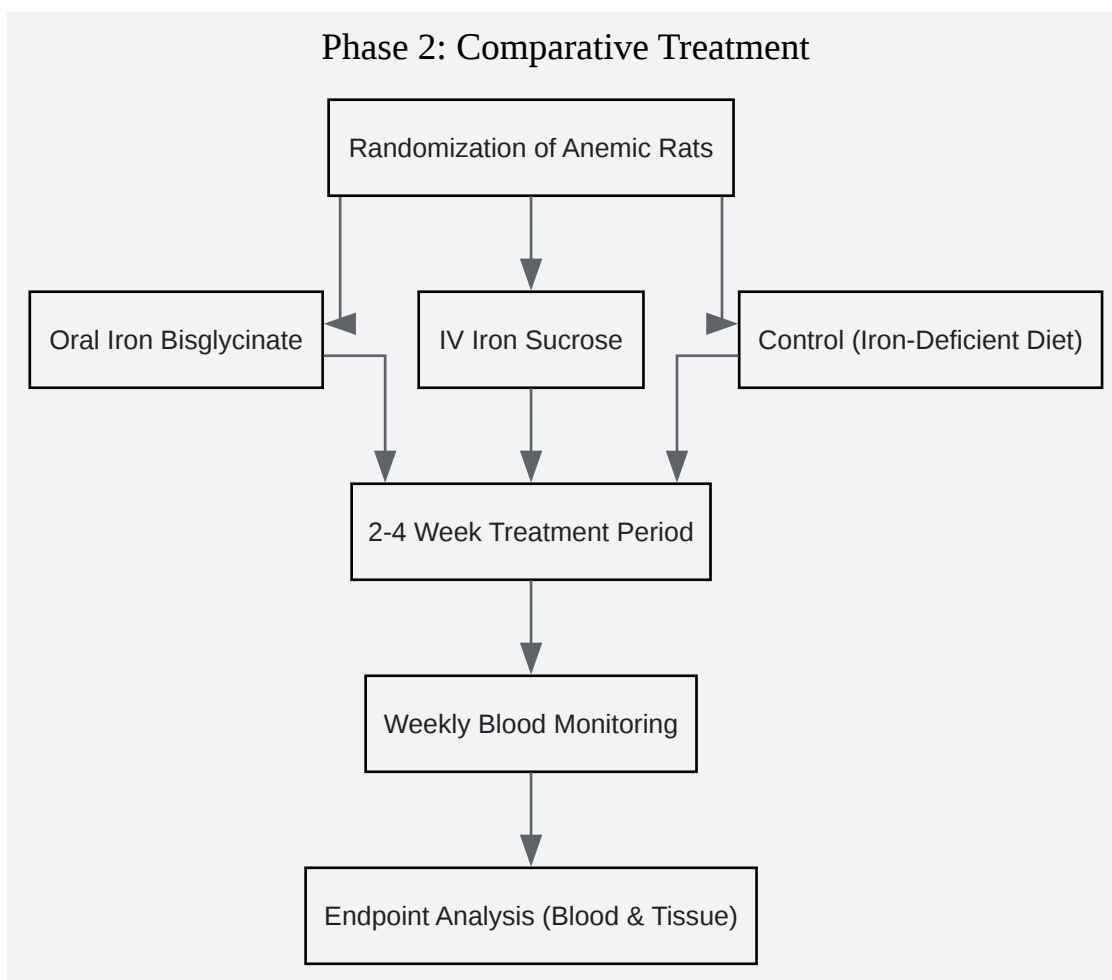 Phase 2: Comparative Treatment
Randomization of Anemic Rats
Oral Iron Bisglycinate
IV Iron Sucrose
Control (Iron-Deficient Diet)
2-4 Week Treatment Period
Weekly Blood Monitoring
Endpoint Analysis (Blood & Tissue)